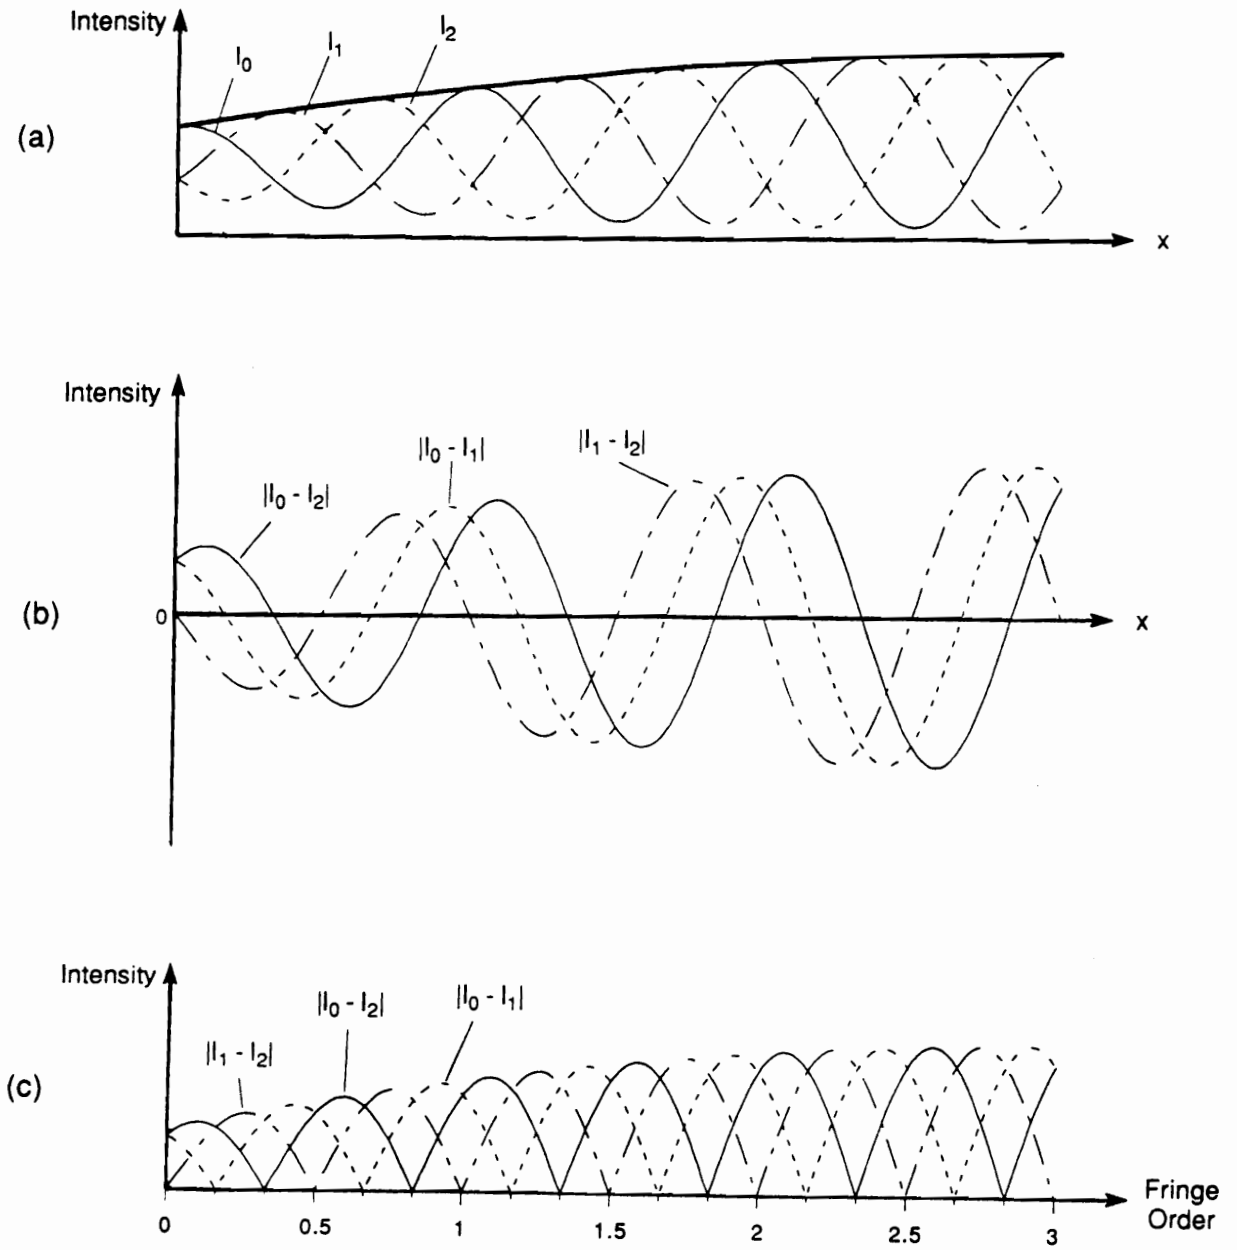 Intensity
I0
I1
I2
(a)
x
Intensity
|I0 - I2|
|I0 - I1|
|I1 - I2|
(b)
0
x
Intensity
|I1 - I2|
|I0 - I2|
|I0 - I1|
(c)
0
0.5
1
1.5
2
2.5
3
Fringe
Order